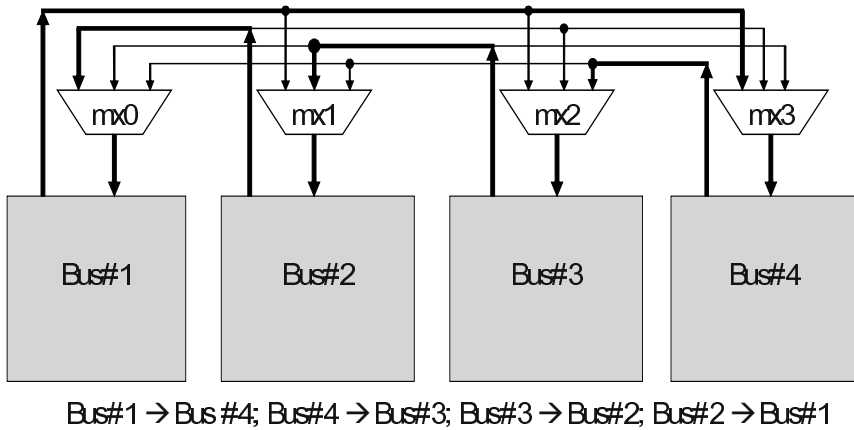 mx0 mx1 mx2 mx3
Bus#1 Bus#2 Bus#3 Bus#4
Bus#1 → Bus #4; Bus#4 → Bus#3; Bus#3 → Bus#2; Bus#2 → Bus#1